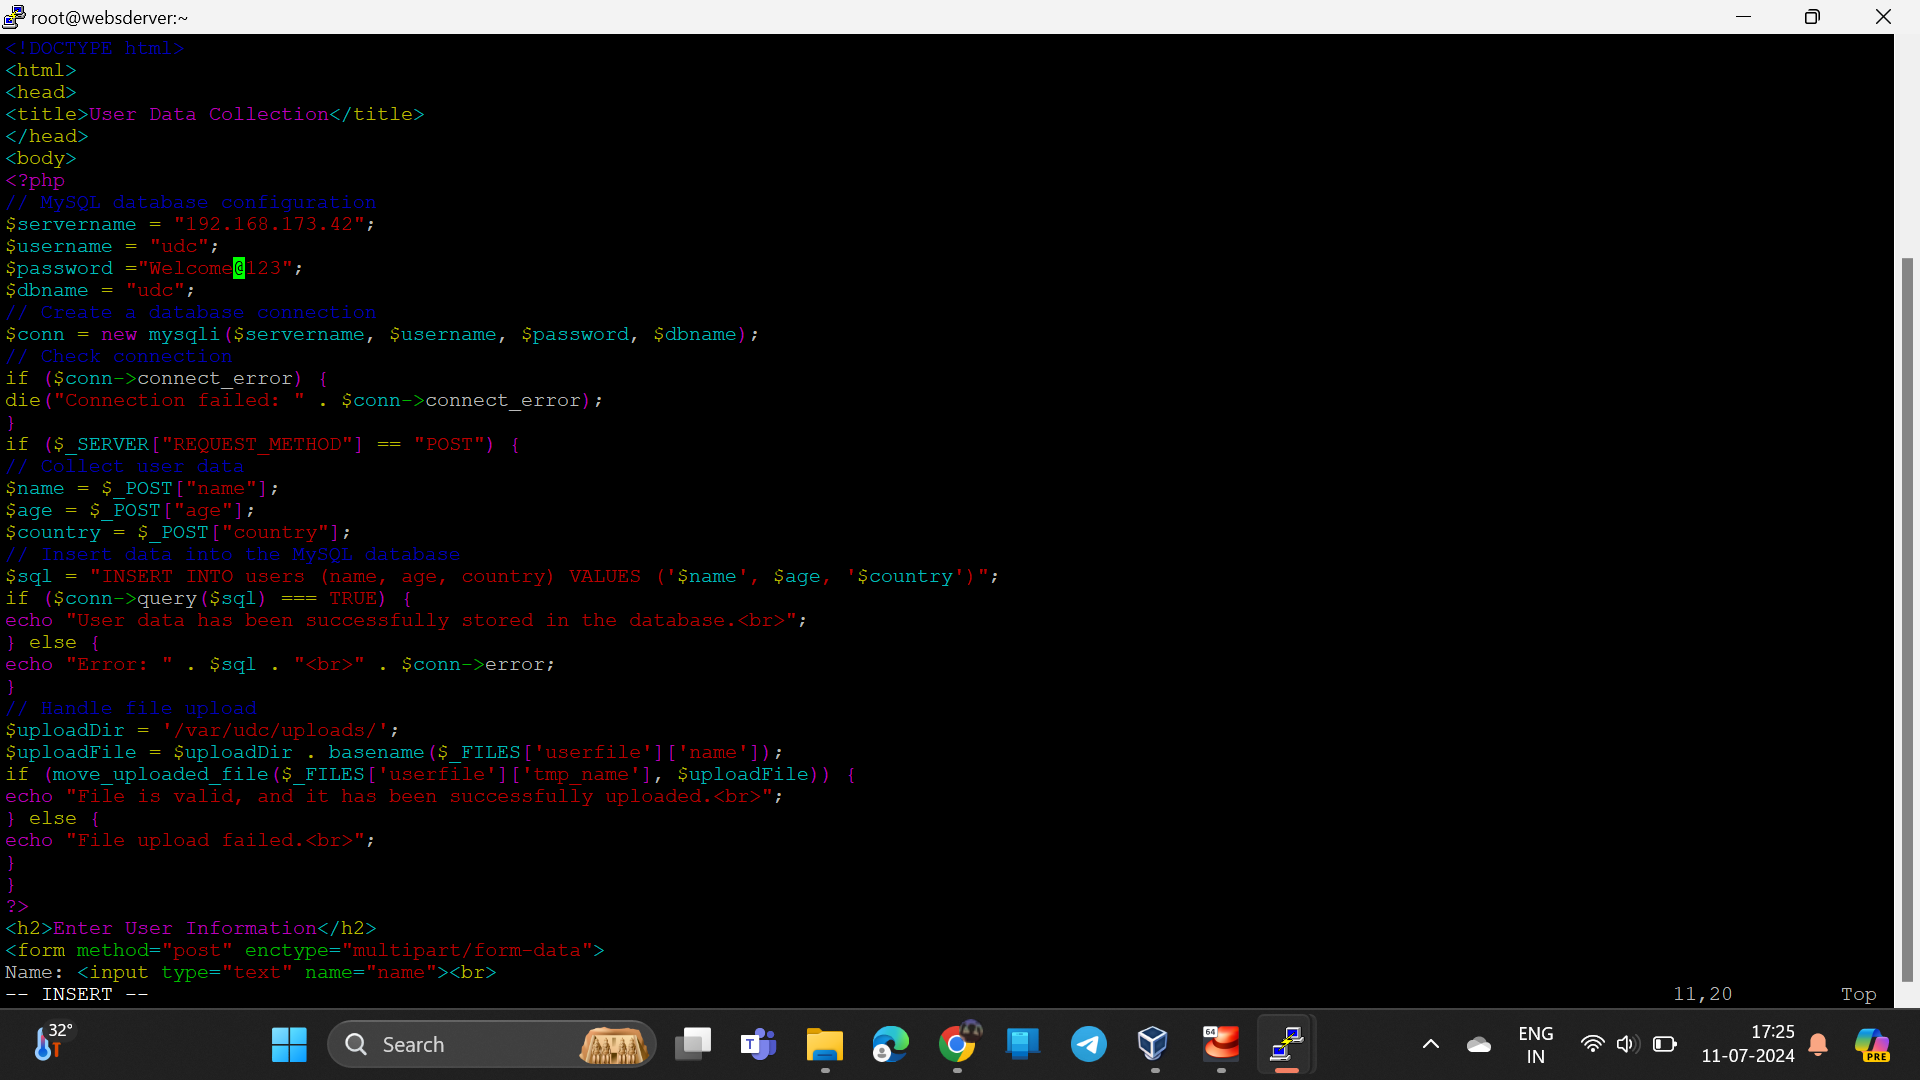 root@websderver:~
<!DOCTYPE html>
<html>
<head>
<title>User Data Collection</title>
</head>
<body>
<?php
// MySQL database configuration
$servername = "192.168.173.42";
$username = "udc";
$password ="Welcome@123";
$dbname = "udc";
// Create a database connection
$conn = new mysqli($servername, $username, $password, $dbname);
// Check connection
if ($conn->connect_error) {
die("Connection failed: " . $conn->connect_error);
}
if ($_SERVER["REQUEST_METHOD"] == "POST") {
// Collect user data
$name = $_POST["name"];
$age = $_POST["age"];
$country = $_POST["country"];
// Insert data into the MySQL database
$sql = "INSERT INTO users (name, age, country) VALUES ('$name', $age, '$country')";
if ($conn->query($sql) === TRUE) {
echo "User data has been successfully stored in the database.<br>";
} else {
echo "Error: " . $sql . "<br>" . $conn->error;
}
// Handle file upload
$uploadDir = '/var/udc/uploads/';
$uploadFile = $uploadDir . basename($_FILES['userfile']['name']);
if (move_uploaded_file($_FILES['userfile']['tmp_name'], $uploadFile)) {
echo "File is valid, and it has been successfully uploaded.<br>";
} else {
echo "File upload failed.<br>";
}
}
?>
<h2>Enter User Information</h2>
<form method="post" enctype="multipart/form-data">
Name: <input type="text" name="name"><br>
-- INSERT -- 11,20 Top
32°
Search
T
64
ENG
IN
17:25
11-07-2024
PRE